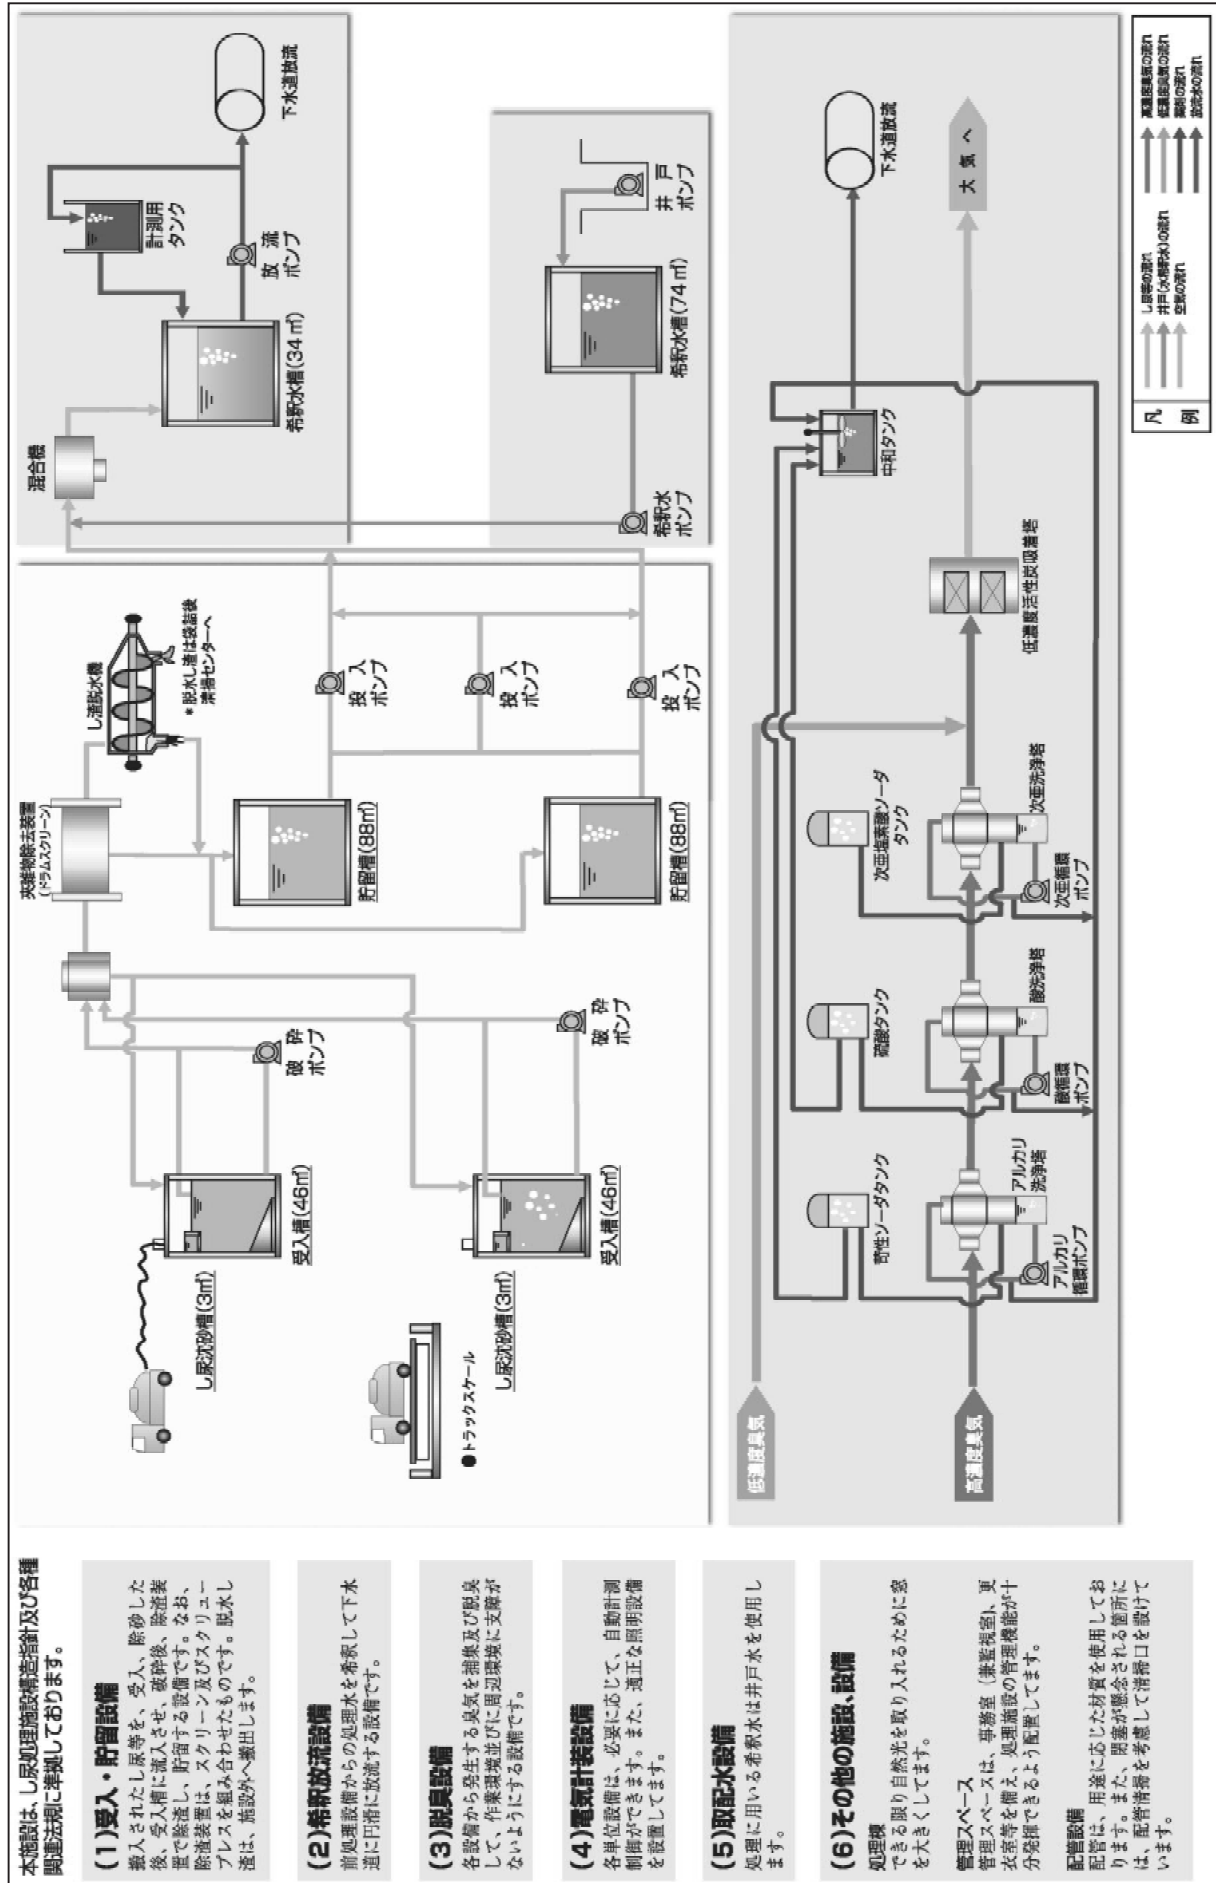 本施設は、し尿処理施設構造指針及び各種
関連法規に準拠しております。
(1)受入・貯留設備
搬入されたし尿等を、受入、除砂した
後、受入槽に流入させ、破砕後、除渣装
置で除渣し、貯留する設備です。なお、
除渣装置は、スクリーン及びスクリュー
プレスを組み合わせたものです。脱水し
渣は、施設外へ搬出します。
(2)希釈放流設備
前処理設備からの処理水を希釈して下水
道に円滑に放流する設備です。
(3)脱臭設備
各設備から発生する臭気を捕集及び脱臭
して、作業環境並びに周辺環境に支障が
ないようにする設備です。
(4)電気計装設備
各単位設備は、必要に応じて、自動計測
制御ができます。また、適正な照明設備
を設置してます。
(5)取配水設備
処理に用いる希釈水は井戸水を使用し
ます。
(6)その他の施設、設備
処理棟
できる限り自然光を取り入れるために窓
を大きくしてます。
管理スペース
管理スペースは、事務室（兼監視室）、更
衣室等を備え、処理施設の管理機能が十
分発揮できるよう配置してます。
配管設備
配管は、用途に応じた材質を使用してお
ります。また、閉塞が懸念される箇所に
は、配管清掃を考慮して清掃口を設けて
います。
し尿沈砂槽(3㎥)
受入槽(46㎥)
破砕
ポンプ
●トラックスケール
し尿沈砂槽(3㎥)
受入槽(46㎥)
破砕
ポンプ
夾雑物除去装置
(ドラムスクリーン)
し渣脱水機
*脱水し渣は袋詰後
清掃センターへ
貯留槽(88㎥)
貯留槽(88㎥)
投入
ポンプ
投入
ポンプ
投入
ポンプ
混合機
希釈水槽(34㎥)
計測用
タンク
放流
ポンプ
下水道放流
希釈水
ポンプ
希釈水槽(74㎥)
井戸
ポンプ
低濃度臭気
高濃度臭気
苛性ソーダタンク
アルカリ
洗浄塔
アルカリ
循環ポンプ
硫酸タンク
酸洗浄塔
酸循環
ポンプ
次亜塩素酸ソーダ
タンク
次亜洗浄塔
次亜循環
ポンプ
低濃度活性炭吸着塔
中和タンク
下水道放流
大気へ
凡例
し尿等の流れ
井戸(水希釈水)の流れ
空気の流れ
高濃度臭気の流れ
低濃度臭気の流れ
薬剤の流れ
放流水の流れ